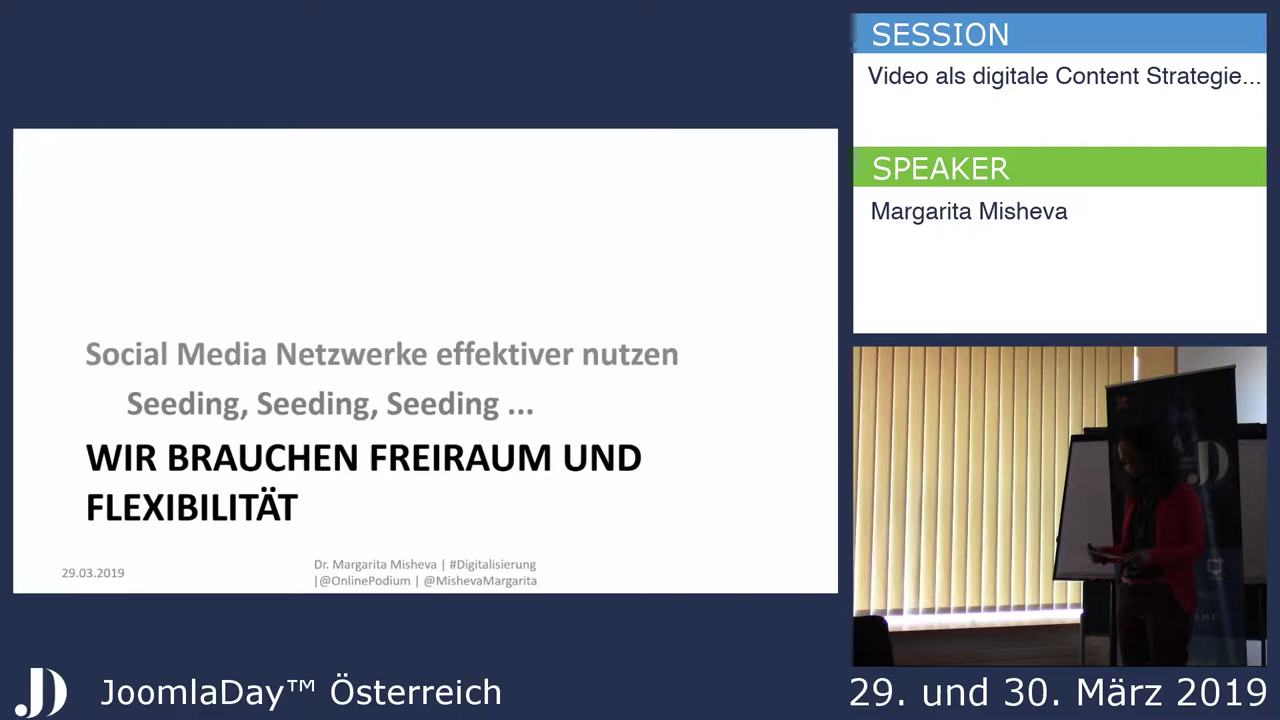 SESSION
Video als digitale Content Strategie...
SPEAKER
Margarita Misheva
Social Media Netzwerke effektiver nutzen
Seeding, Seeding, Seeding ...
WIR BRAUCHEN FREIRAUM UND
FLEXIBILITÄT
29.03.2019
Dr. Margarita Misheva | #Digitalisierung
|@OnlinePodium | @MishevaMargarita
JoomlaDay™ Österreich
29. und 30. März 2019